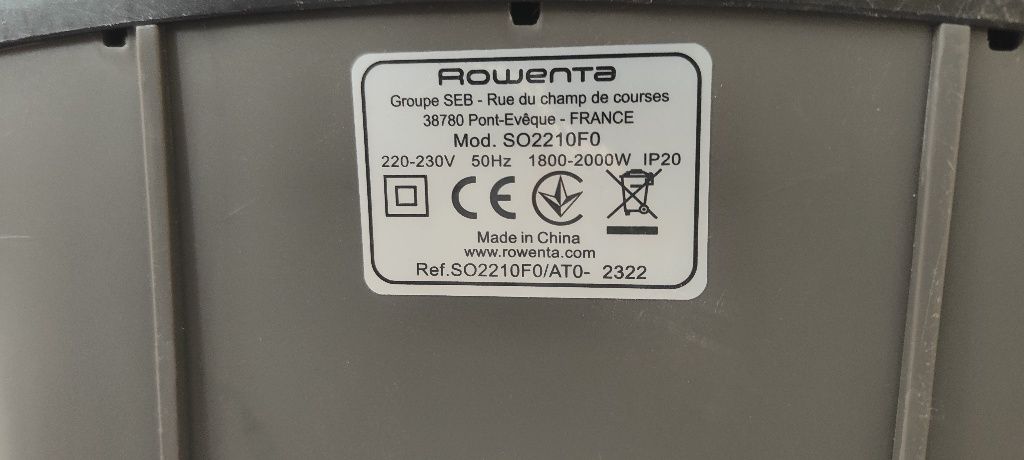 Rowenta
Groupe SEB - Rue du champ de courses
38780 Pont-Evêque - FRANCE
Mod. SO2210F0
220-230V 50Hz 1800-2000W IP20
CE
Made in China
www.rowenta.com
Ref.SO2210F0/AT0- 2322